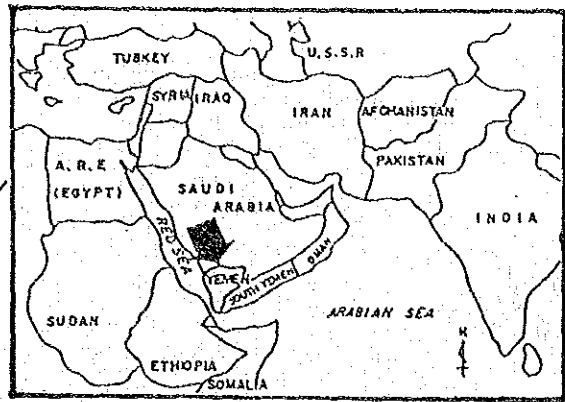 TURKEY
U.S.S.R
SYRIA
IRAQ
IRAN
AFGHANISTAN
PAKISTAN
A.R.E
(EGYPT)
SAUDI
ARABIA
INDIA
RED SEA
YEMEN
SOUTH YEMEN
OMAN
ARABIAN SEA
SUDAN
ETHIOPIA
SOMALIA
N